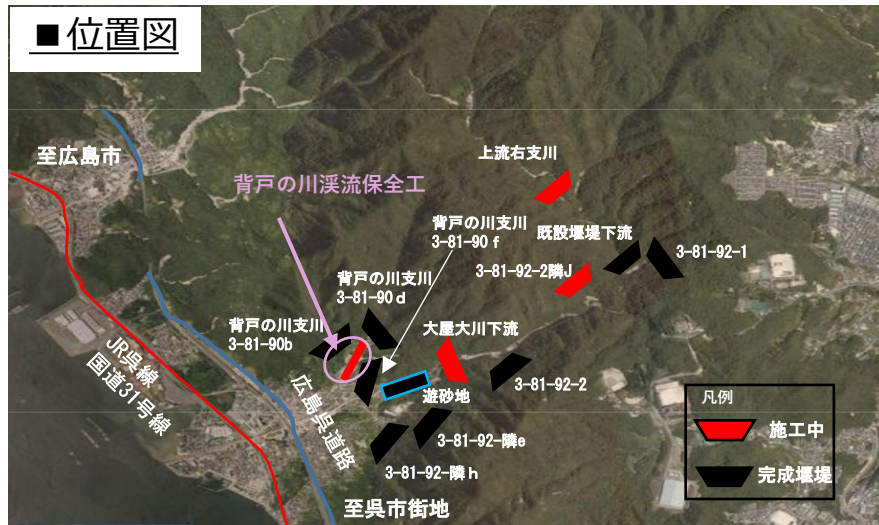 ■位置図
至広島市
上流右支川
背戸の川渓流保全工
背戸の川支川
3-81-90ｆ
既設堰堤下流
3-81-92-1
3-81-92-2隣J
背戸の川支川
3-81-90ｄ
背戸の川支川
3-81-90b
大屋大川下流
JR呉線
国道31号線
広島呉道路
遊砂地
3-81-92-2
3-81-92-隣e
3-81-92-隣ｈ
至呉市街地
凡例
施工中
完成堰堤